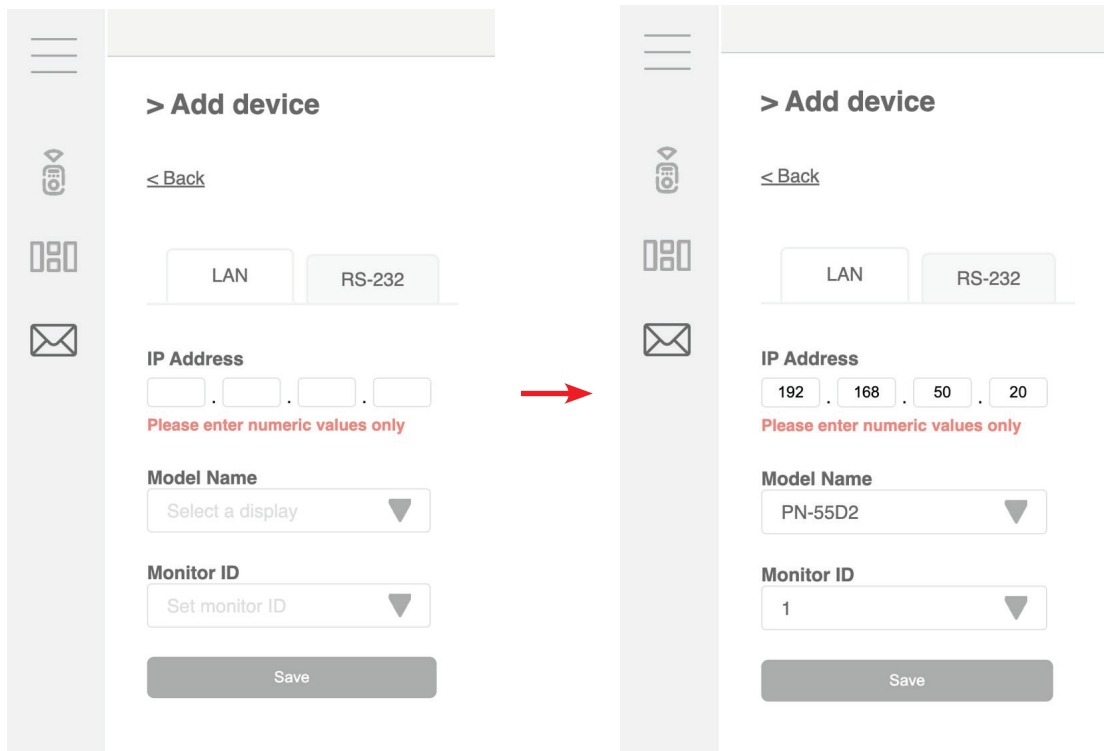 > Add device
< Back
LAN
RS-232
IP Address
. . .
Please enter numeric values only
Model Name
Select a display
Monitor ID
Set monitor ID
Save
> Add device
< Back
LAN
RS-232
IP Address
192 . 168 . 50 . 20
Please enter numeric values only
Model Name
PN-55D2
Monitor ID
1
Save